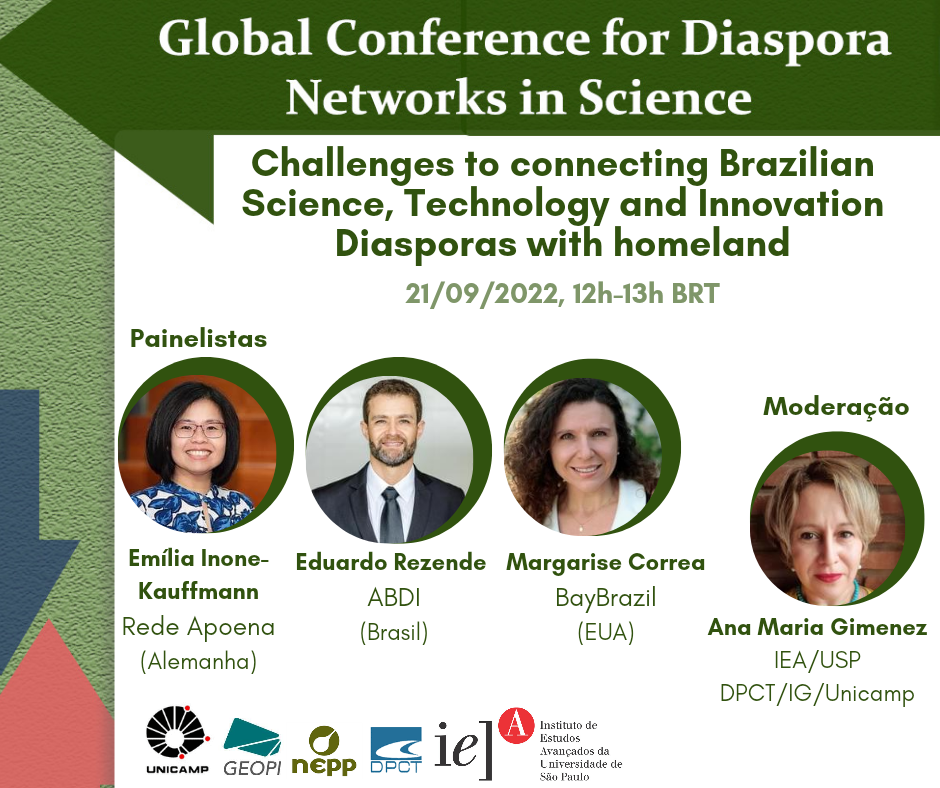 Global Conference for Diaspora
Networks in Science
Challenges to connecting Brazilian
Science, Technology and Innovation
Diasporas with homeland
21/09/2022, 12h-13h BRT
Painelistas
Moderação
Emília Inone-
Kauffmann
Rede Apoena
(Alemanha)
Eduardo Rezende
ABDI
(Brasil)
Margarise Correa
BayBrazil
(EUA)
Ana Maria Gimenez
IEA/USP
DPCT/IG/Unicamp
UNICAMP
GEOPI
nepp
DPCT
ie]A
Instituto de
Estudos
Avançados da
Universidade de
São Paulo